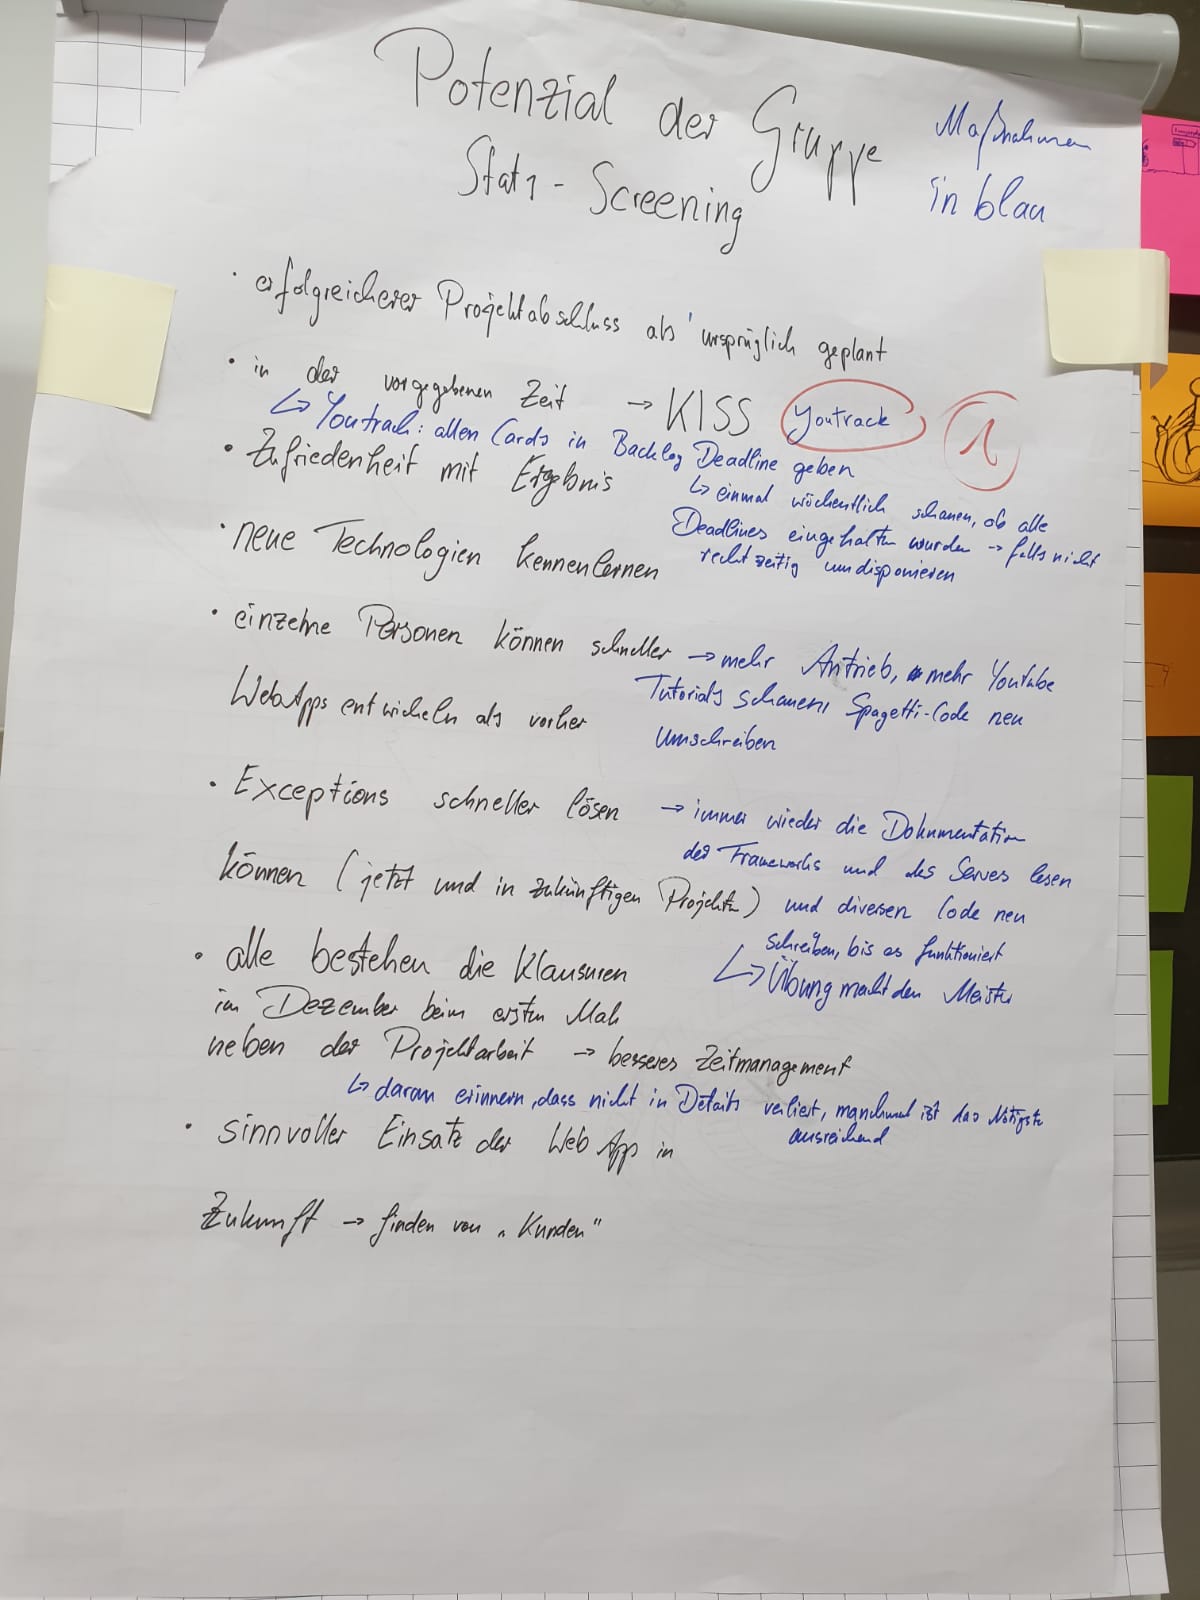 Potenzial der Gruppe
Stat1 - Screening
Maßnahmen
in blau
• erfolgreicherer Projektabschluss als ursprüglich geplant
• in der vorgegebenen Zeit → KISS Youtrack 1
↳ Youtrack: allen Cards in Backlog Deadline geben
↳ einmal wöchentlich schauen, ob alle
Deadlines eingehalten wurden → falls nicht
rechtzeitig umdisponieren
• Zufriedenheit mit Ergebnis
• neue Technologien kennenlernen
• einzelne Personen können schneller
WebApps entwickeln als vorher
→ mehr Antrieb, mehr Youtube
Tutorials schauen, Spagetti-Code neu
umschreiben
• Exceptions schneller lösen
können (jetzt und in zukünftigen Projekten)
→ immer wieder die Dokumentation
der Frameworks und des Servers lesen
und diversen Code neu
schreiben, bis es funktioniert
↳ Übung macht den Meister
• alle bestehen die Klausuren
im Dezember beim ersten Mal
neben der Projektarbeit → besseres Zeitmanagement
↳ daran erinnern, dass nicht in Details verliert, manchmal ist das Nötigste
ausreichend
• sinnvoller Einsatz der Web App in
Zukunft → finden von „Kunden"